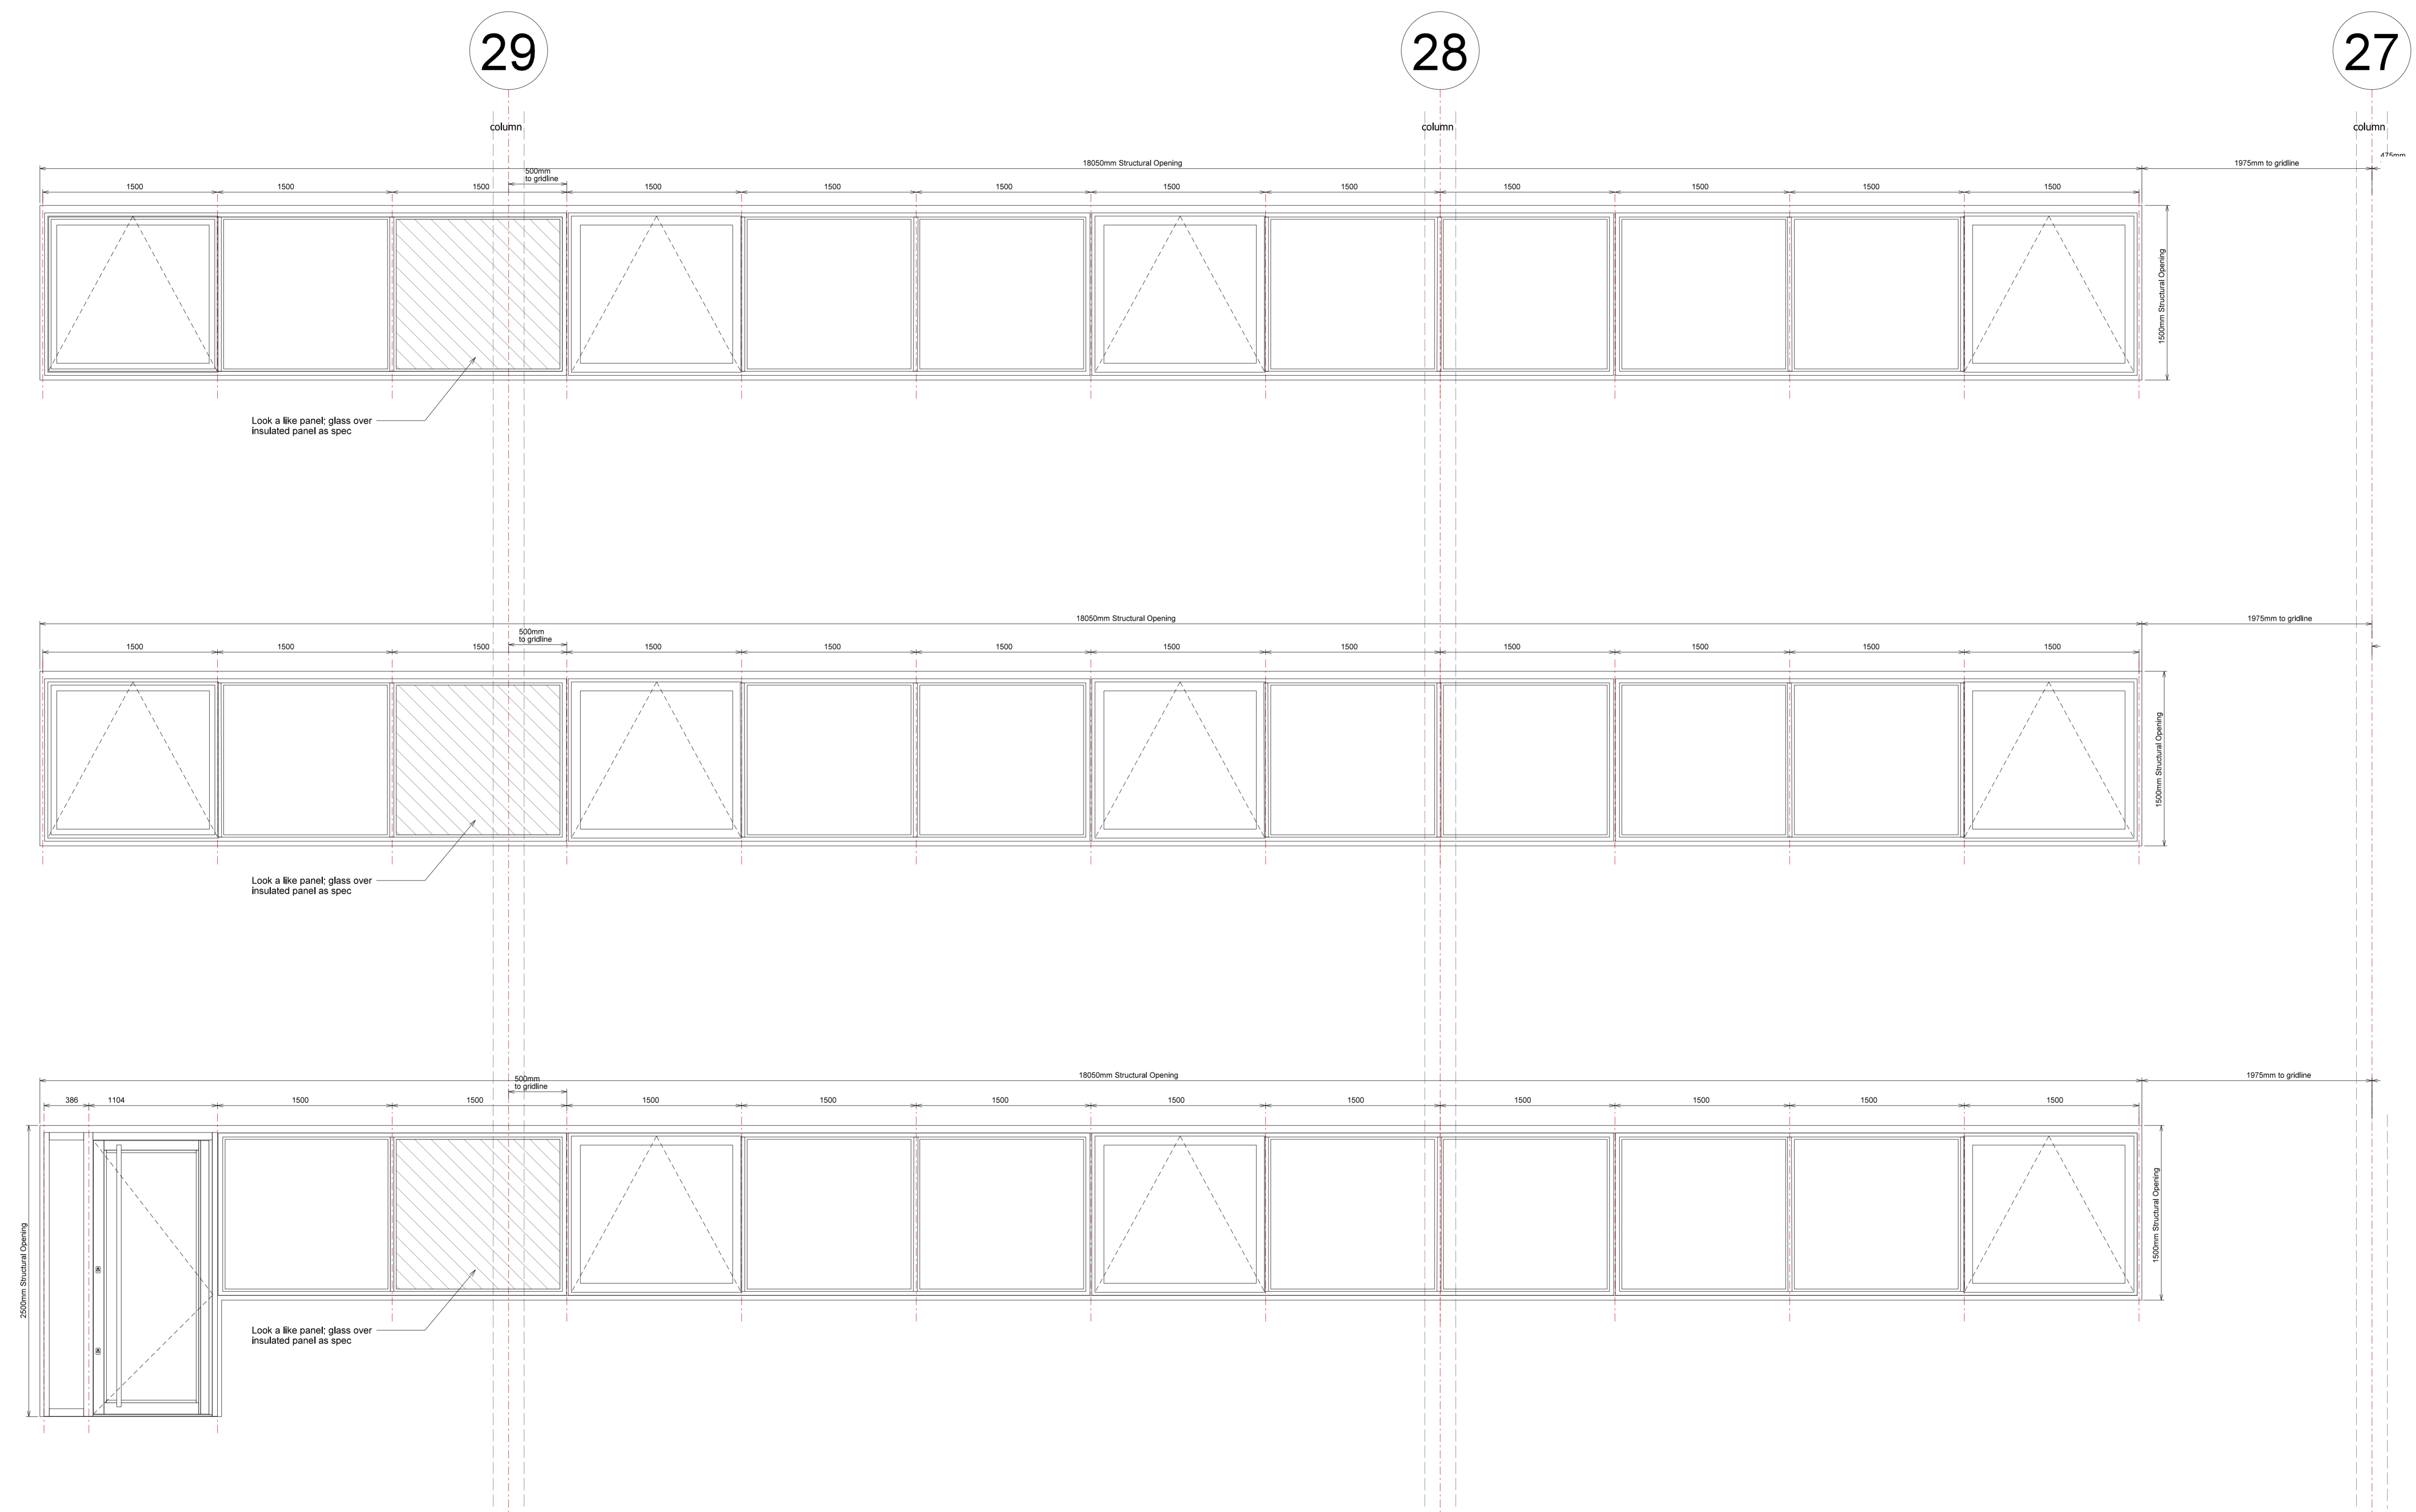 29
28
27
column
column
column
475mm
18050mm Structural Opening
1975mm to gridline
500mm
to gridline
1500
1500
1500
1500
1500
1500
1500
1500
1500
1500
1500
1500
1500mm Structural Opening
Look a like panel; glass over
insulated panel as spec
18050mm Structural Opening
1975mm to gridline
500mm
to gridline
1500
1500
1500
1500
1500
1500
1500
1500
1500
1500
1500
1500
1500mm Structural Opening
Look a like panel; glass over
insulated panel as spec
18050mm Structural Opening
1975mm to gridline
500mm
to gridline
386
1104
1500
1500
1500
1500
1500
1500
1500
1500
1500
1500
1500
1500mm Structural Opening
2500mm Structural Opening
Look a like panel; glass over
insulated panel as spec